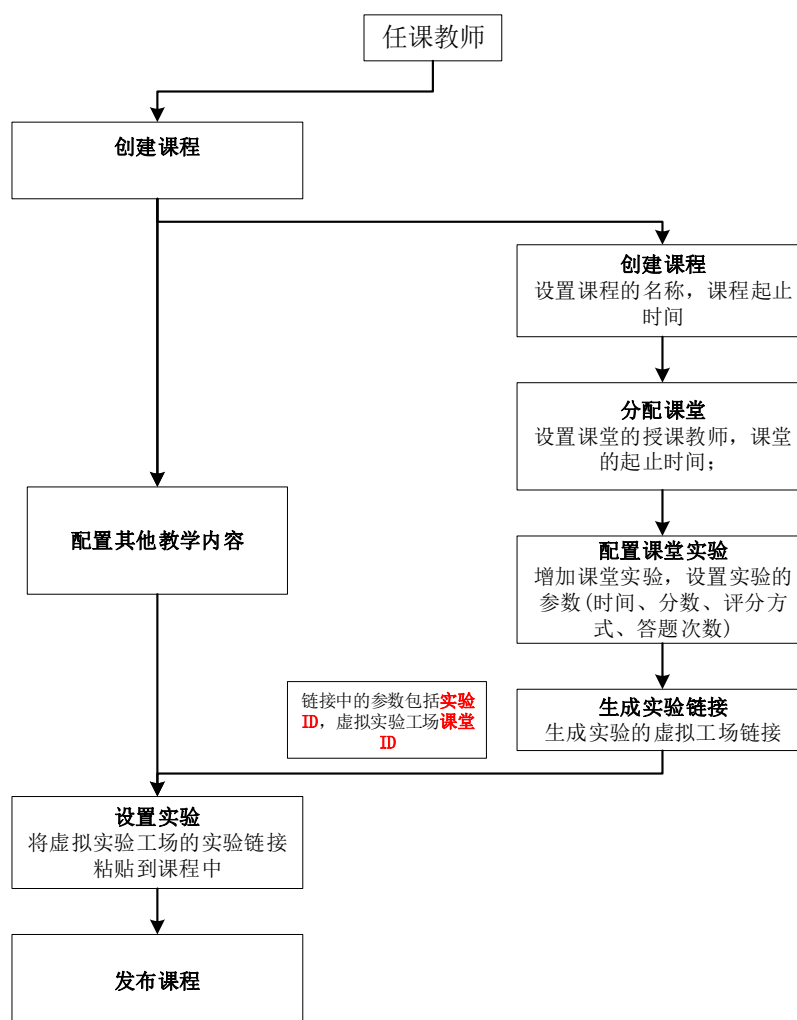 任课教师
创建课程
创建课程
设置课程的名称，课程起止
时间
分配课堂
设置课堂的授课教师，课堂
的起止时间；
配置其他教学内容
配置课堂实验
增加课堂实验，设置实验的
参数(时间、分数、评分方
式、答题次数)
链接中的参数包括实验
ID，虚拟实验工场课堂
ID
生成实验链接
生成实验的虚拟工场链接
设置实验
将虚拟实验工场的实验链接
粘贴到课程中
发布课程